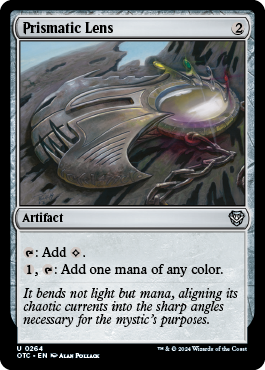 Prismatic Lens 2
Artifact
: Add .
1, : Add one mana of any color.
It bends not light but mana, aligning its
chaotic currents into the sharp angles
necessary for the mystic's purposes.
U 0264
OTC • EN ALAN POLLACK
™ & © 2024 Wizards of the Coast